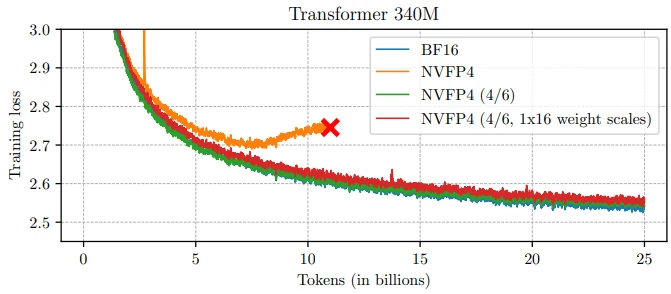 Transformer 340M
Training loss
3.0
2.9
2.8
2.7
2.6
2.5
BF16
NVFP4
NVFP4 (4/6)
NVFP4 (4/6, 1x16 weight scales)
0 5 10 15 20 25
Tokens (in billions)